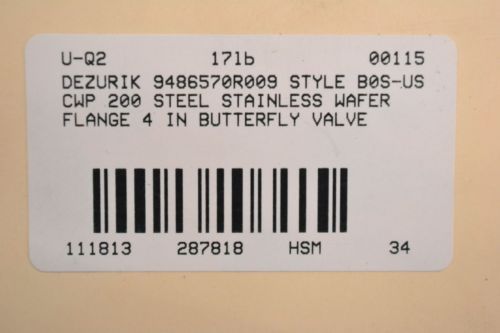 U-Q2 17lb 00115
DEZURIK 9486570R009 STYLE BOS-US
CWP 200 STEEL STAINLESS WAFER
FLANGE 4 IN BUTTERFLY VALVE
111813 287818 HSM 34